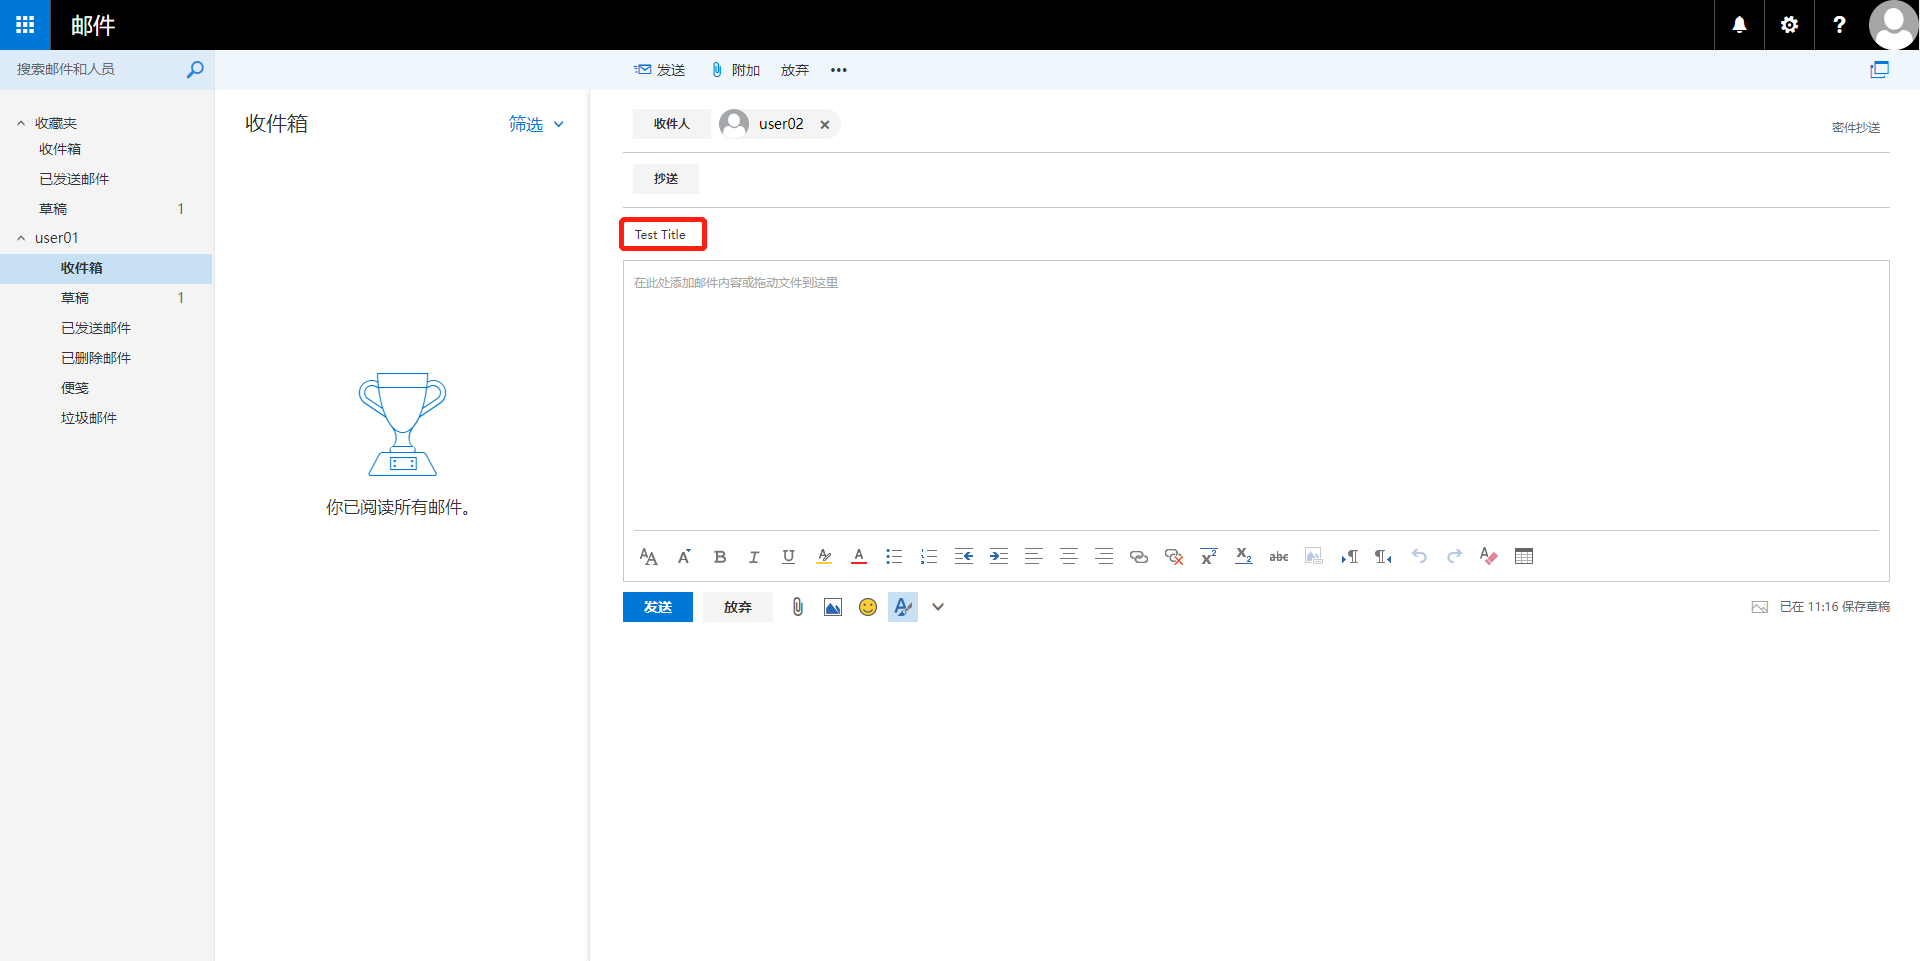 邮件
搜索邮件和人员
发送 附加 放弃
收藏夹
收件箱
已发送邮件
草稿 1
user01
收件箱
草稿 1
已发送邮件
已删除邮件
便笺
垃圾邮件
收件箱 筛选
你已阅读所有邮件。
收件人 user02 密件抄送
抄送
Test Title
在此处添加邮件内容或拖动文件到这里
发送 放弃 已在 11:16 保存草稿